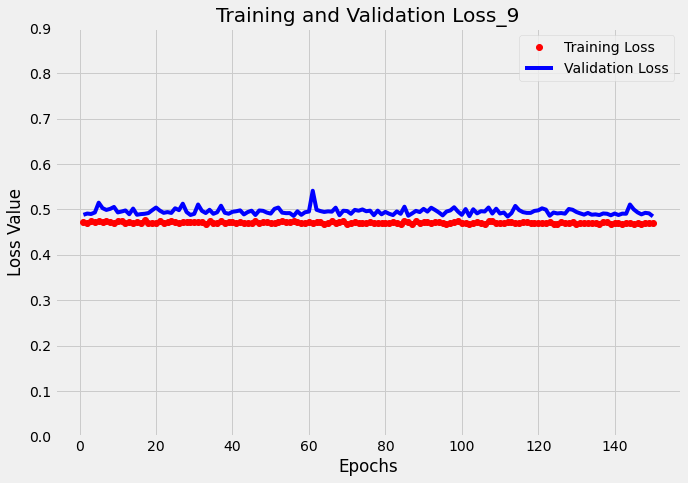 Training and Validation Loss_9
Training Loss
Validation Loss
Loss Value
0.9
0.8
0.7
0.6
0.5
0.4
0.3
0.2
0.1
0.0
0 20 40 60 80 100 120 140
Epochs